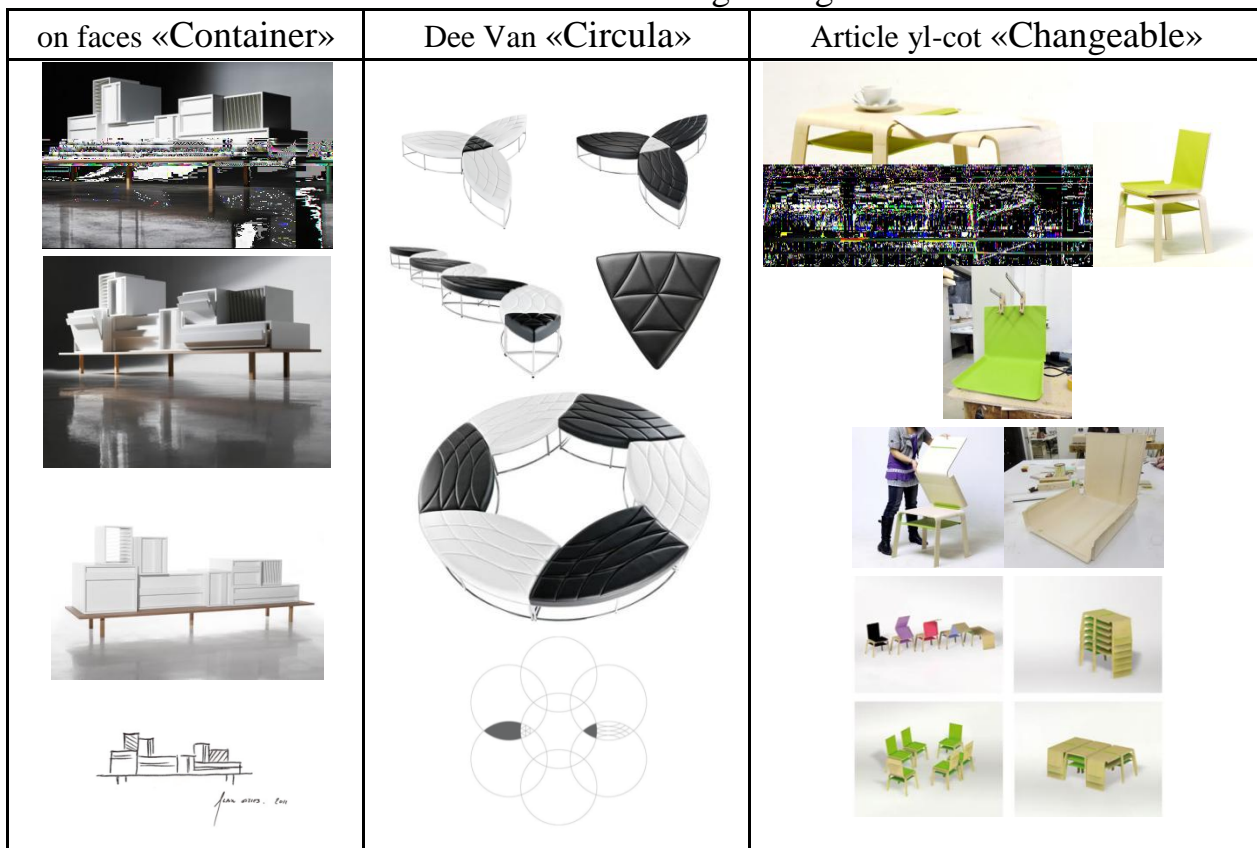 on faces «Container»
Dee Van «Circula»
Article yl-cot «Changeable»